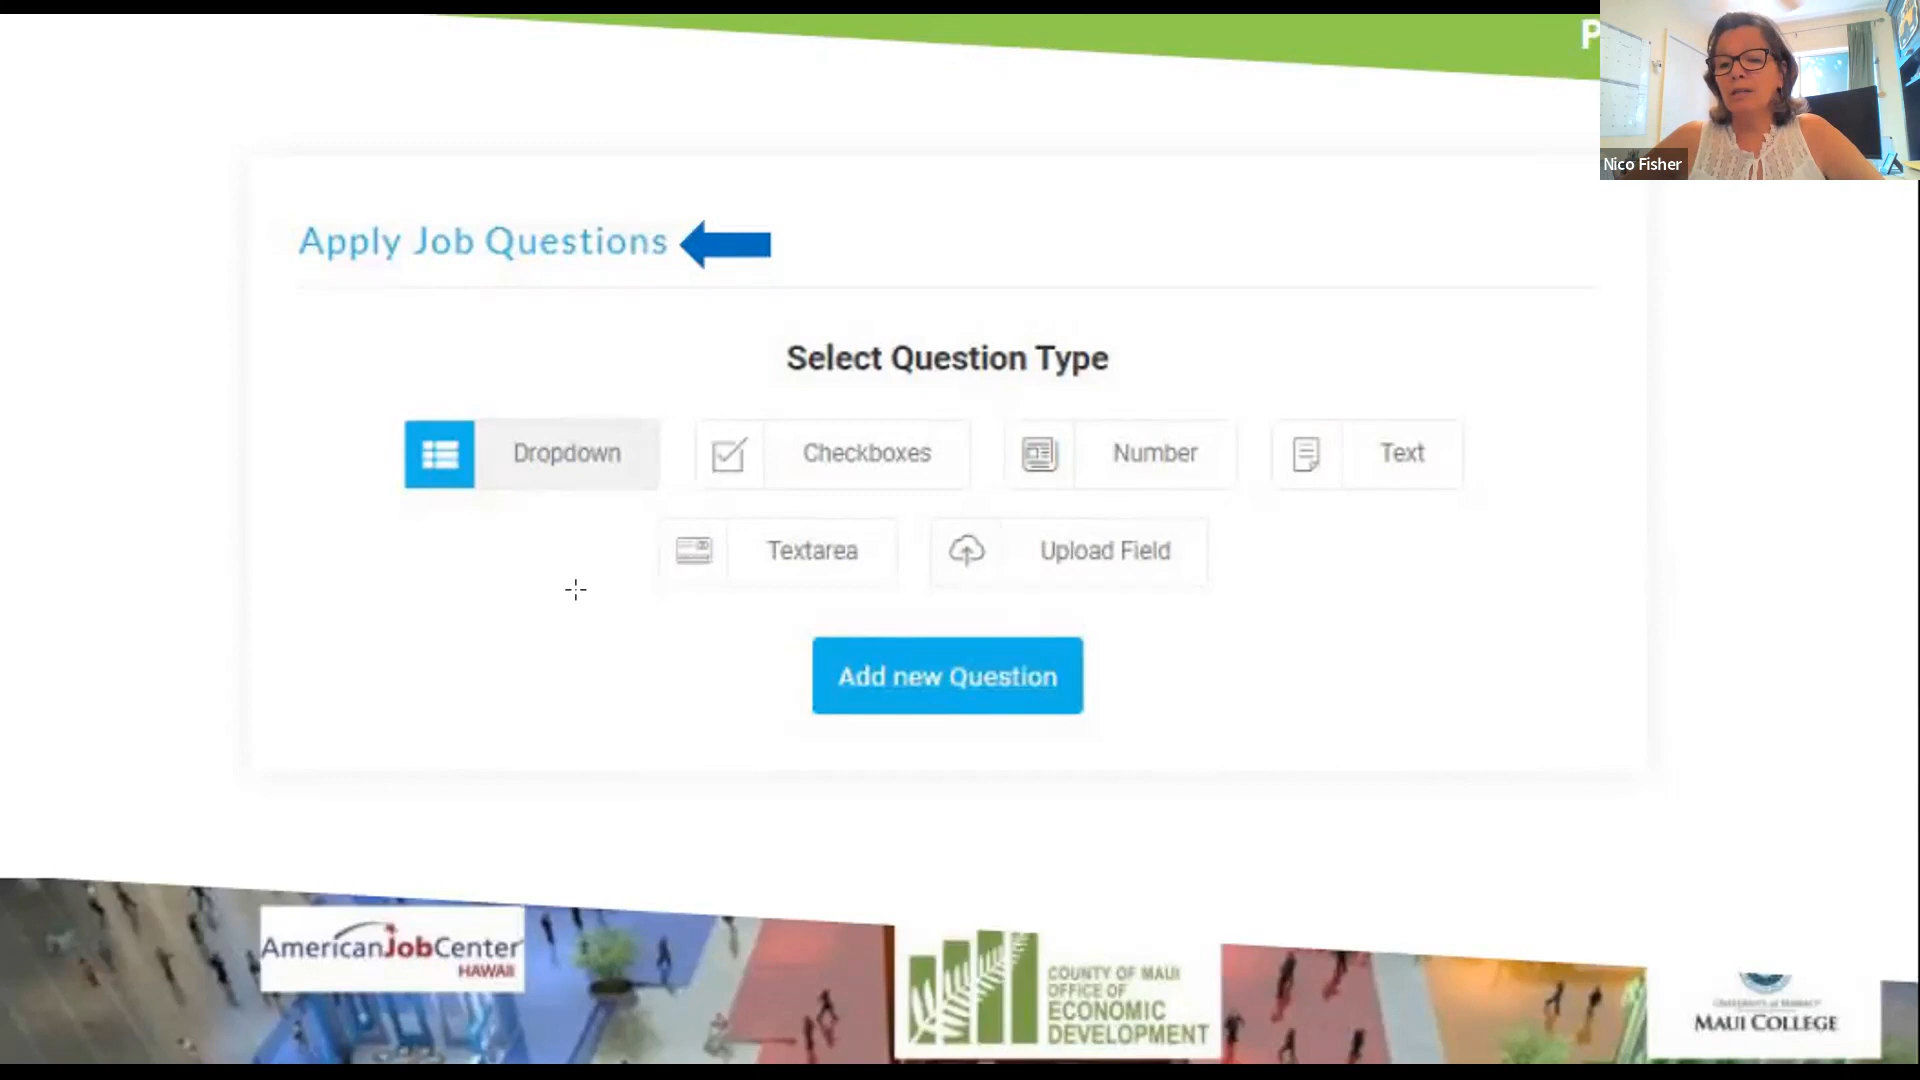 P
Nico Fisher
Apply Job Questions
Select Question Type
Dropdown
Checkboxes
Number
Text
Textarea
Upload Field
Add new Question
AmericanJobCenter
HAWAII
COUNTY OF MAUI
OFFICE OF
ECONOMIC
DEVELOPMENT
MAUI COLLEGE